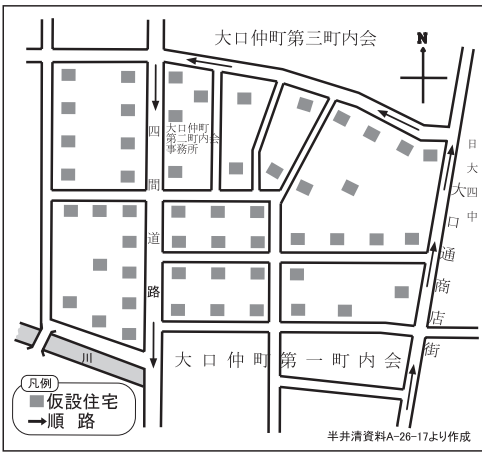 大口仲町第三町内会
N
日大四中
大口仲町
第二町内会
事務所
四間道路
大口通商店街
川
大口仲町第一町内会
凡例
仮設住宅
順路
半井清資料A-26-17より作成